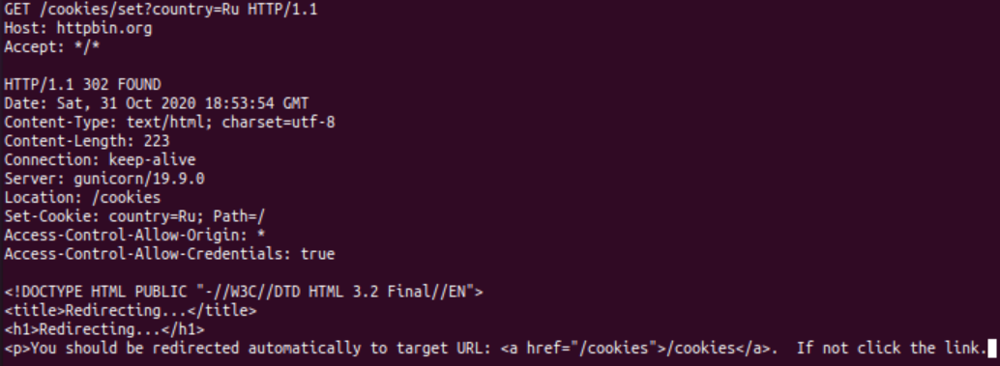 GET /cookies/set?country=Ru HTTP/1.1
Host: httpbin.org
Accept: */*

HTTP/1.1 302 FOUND
Date: Sat, 31 Oct 2020 18:53:54 GMT
Content-Type: text/html; charset=utf-8
Content-Length: 223
Connection: keep-alive
Server: gunicorn/19.9.0
Location: /cookies
Set-Cookie: country=Ru; Path=/
Access-Control-Allow-Origin: *
Access-Control-Allow-Credentials: true

<!DOCTYPE HTML PUBLIC "-//W3C//DTD HTML 3.2 Final//EN">
<title>Redirecting...</title>
<h1>Redirecting...</h1>
<p>You should be redirected automatically to target URL: <a href="/cookies">/cookies</a>.  If not click the link.